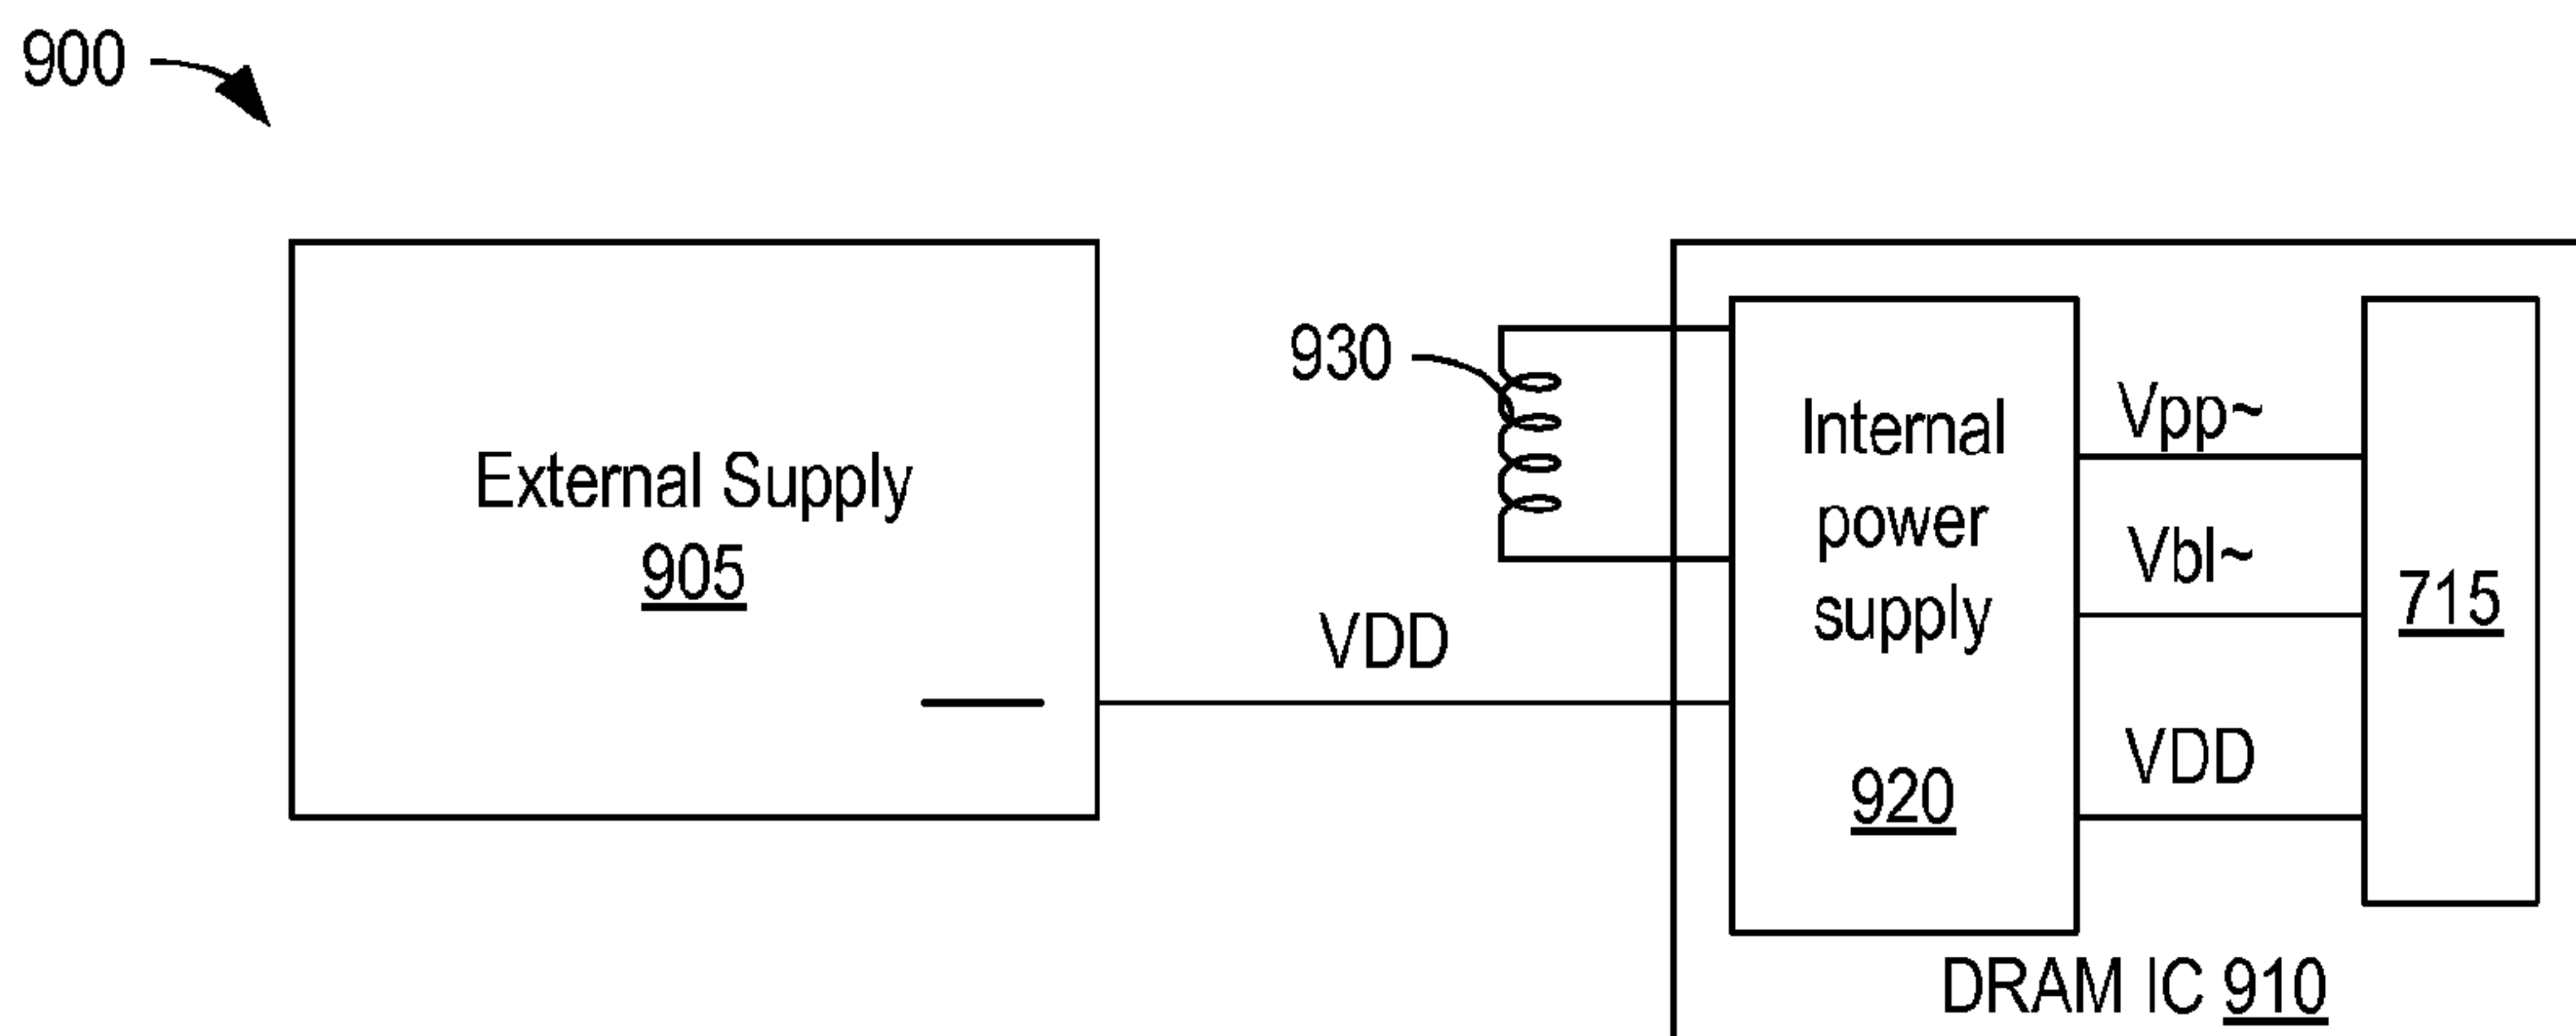 900
External Supply
905
930
VDD
Internal
power
supply
920
Vpp~
Vbl~
VDD
715
DRAM IC 910